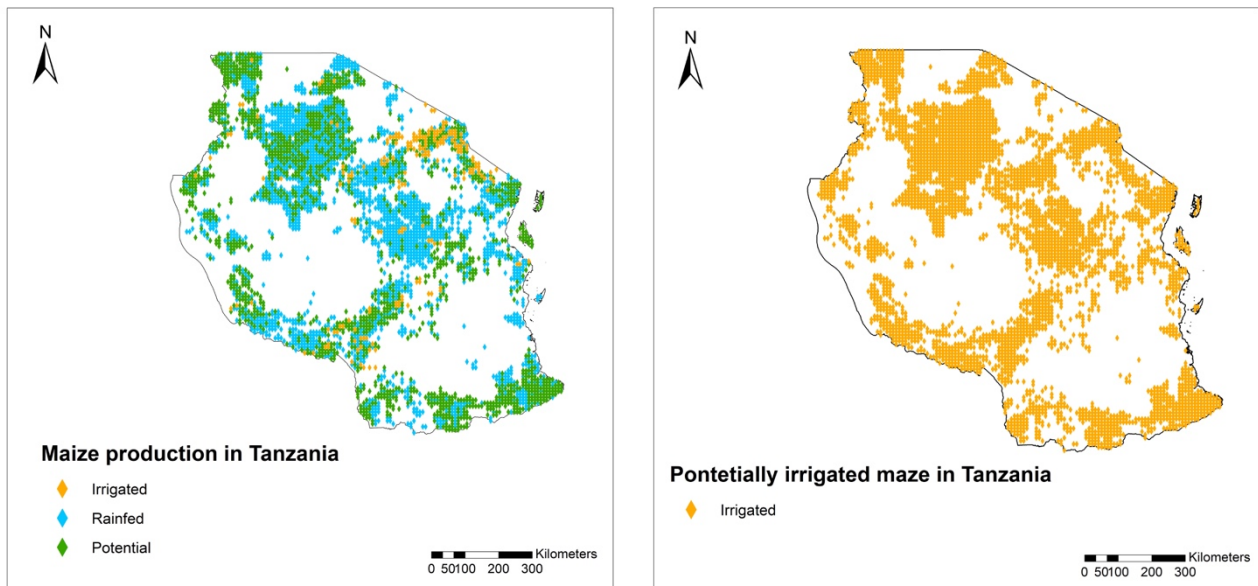 N
Maize production in Tanzania
Irrigated
Rainfed
Potential
Kilometers
0 50100 200 300
N
Pontetially irrigated maze in Tanzania
Irrigated
Kilometers
0 50100 200 300